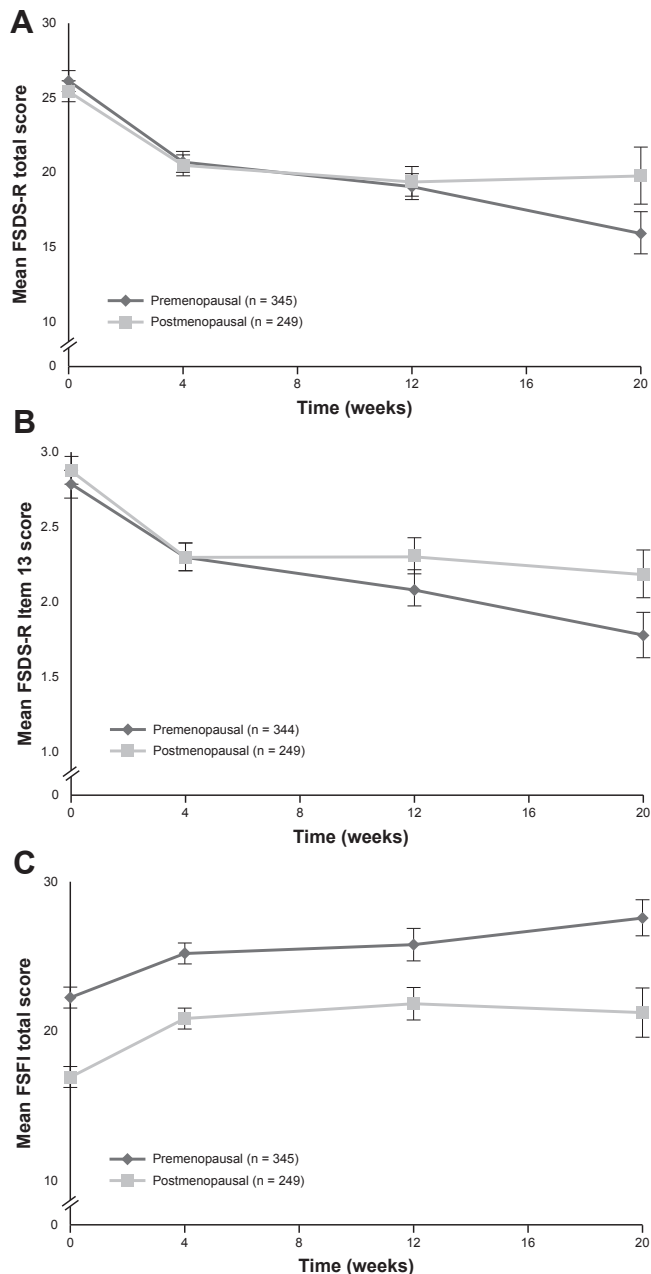 A
Mean FSDS-R total score
30
25
20
15
10
0
Premenopausal (n = 345)
Postmenopausal (n = 249)
0 4 8 12 16 20
Time (weeks)
B
Mean FSDS-R Item 13 score
3.0
2.5
2.0
1.5
1.0
0
Premenopausal (n = 344)
Postmenopausal (n = 249)
0 4 8 12 16 20
Time (weeks)
C
Mean FSFI total score
30
20
10
0
Premenopausal (n = 345)
Postmenopausal (n = 249)
0 4 8 12 16 20
Time (weeks)